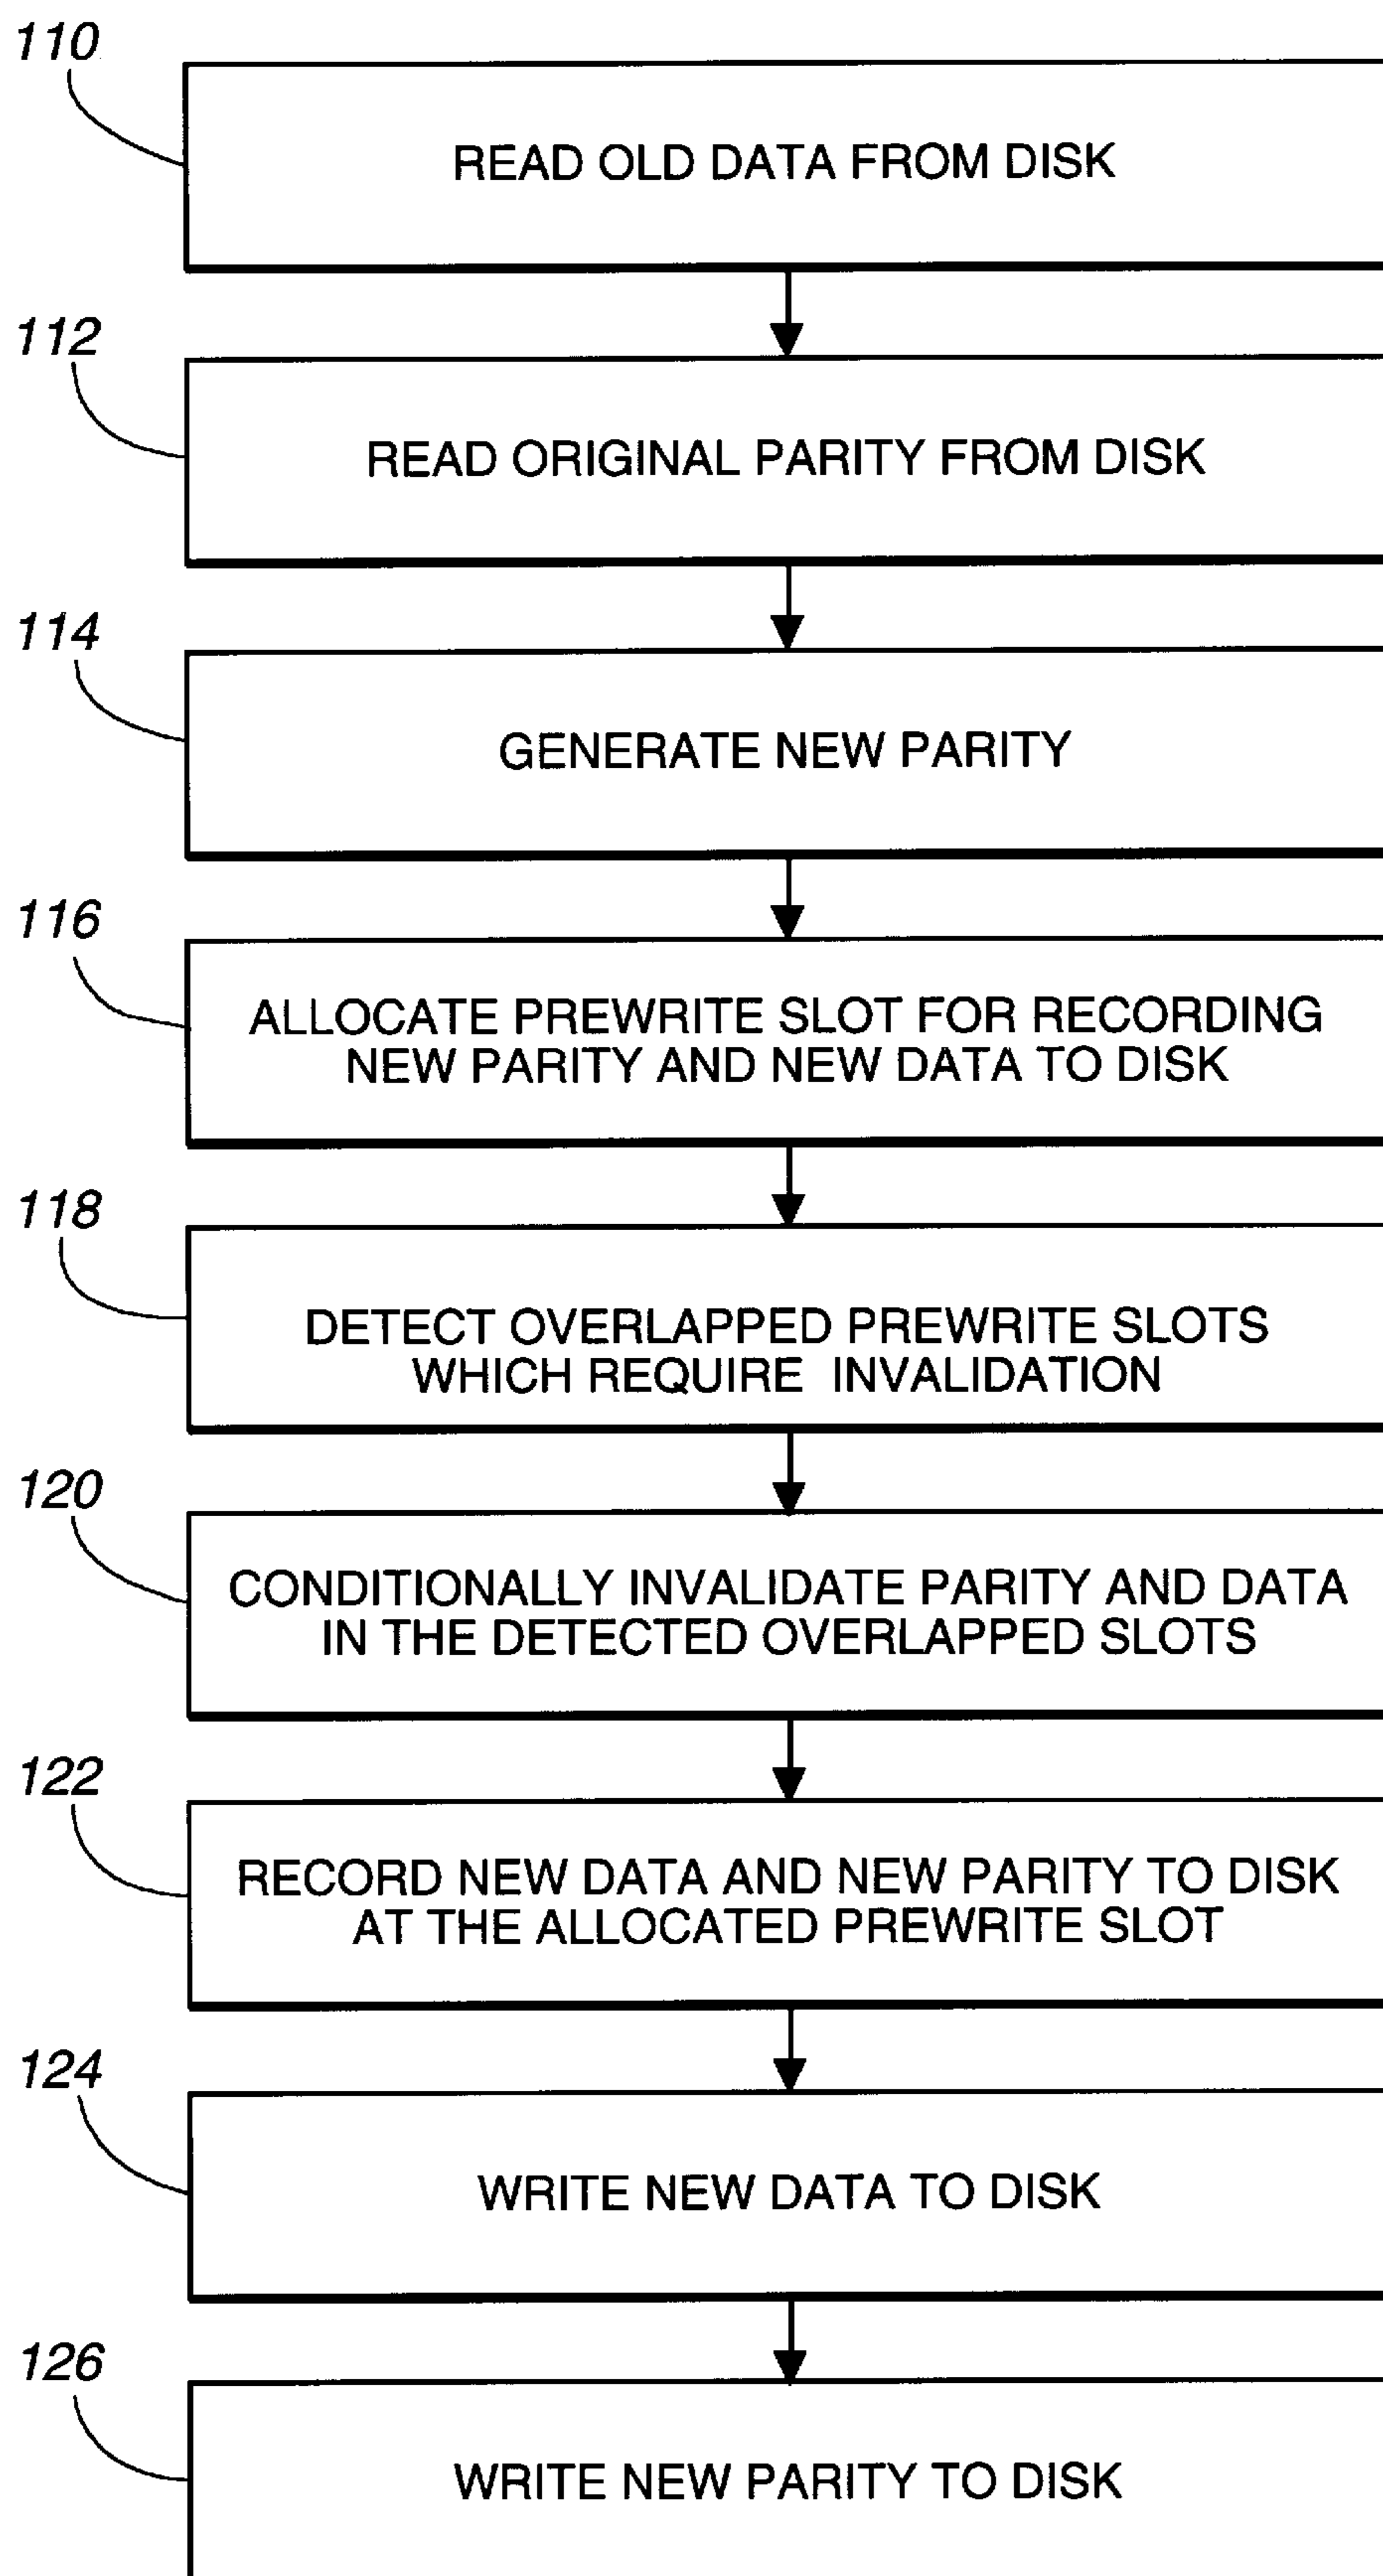 110
READ OLD DATA FROM DISK
112
READ ORIGINAL PARITY FROM DISK
114
GENERATE NEW PARITY
116
ALLOCATE PREWRITE SLOT FOR RECORDING
NEW PARITY AND NEW DATA TO DISK
118
DETECT OVERLAPPED PREWRITE SLOTS
WHICH REQUIRE INVALIDATION
120
CONDITIONALLY INVALIDATE PARITY AND DATA
IN THE DETECTED OVERLAPPED SLOTS
122
RECORD NEW DATA AND NEW PARITY TO DISK
AT THE ALLOCATED PREWRITE SLOT
124
WRITE NEW DATA TO DISK
126
WRITE NEW PARITY TO DISK